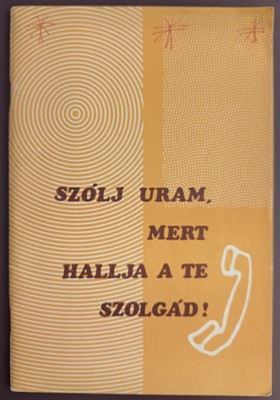 SZÓLJ URAM,
MERT
HALLJA A TE
SZOLGÁD!